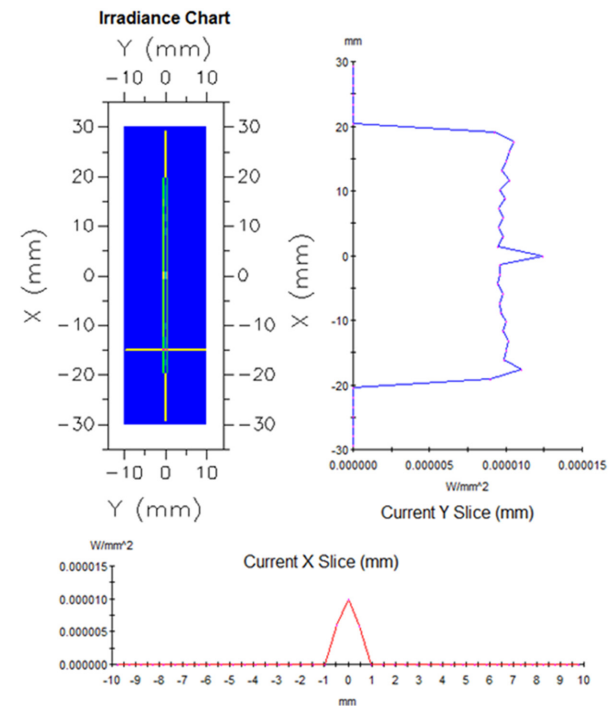 Irradiance Chart
Y (mm)
-10 0 10
30 30
20 20
10 10
0 0
-10 -10
-20 -20
-30 -30
X (mm)
X (mm)
-10 0 10
Y (mm)
mm
30
20
10
0
-10
-20
-30
0.000000 0.000005 0.000010 0.000015
W/mm^2
Current Y Slice (mm)
W/mm^2
Current X Slice (mm)
0.000015
0.000010
0.000005
0.000000
-10 -9 -8 -7 -6 -5 -4 -3 -2 -1 0 1 2 3 4 5 6 7 8 9 10
mm